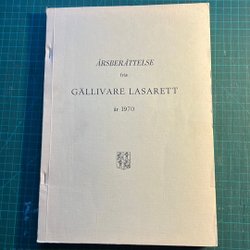 ÅRSBERÄTTELSE
från
GÄLLIVARE LASARETT
år 1970